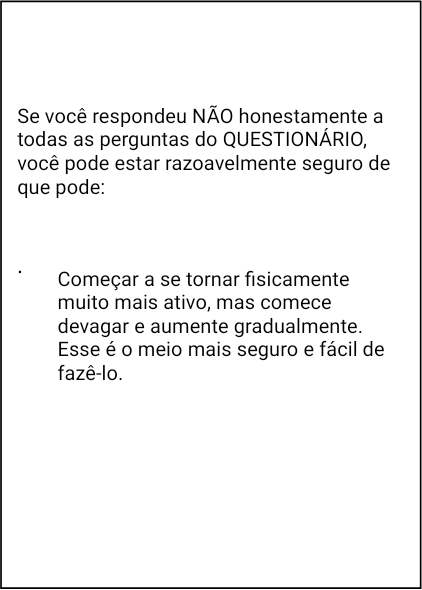 Se você respondeu NÃO honestamente a
todas as perguntas do QUESTIONÁRIO,
você pode estar razoavelmente seguro de
que pode:
· Começar a se tornar fisicamente
muito mais ativo, mas comece
devagar e aumente gradualmente.
Esse é o meio mais seguro e fácil de
fazê-lo.